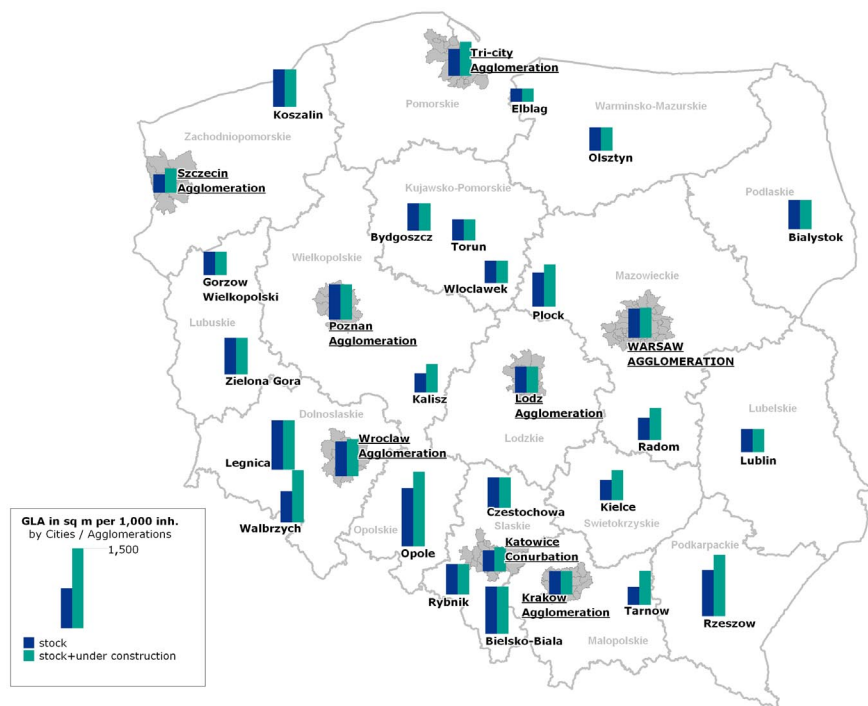 Tri-city
Agglomeration
Koszalin
Pomorskie
Elblag
Warminsko-Mazurskie
Zachodniopomorskie
Olsztyn
Szczecin
Agglomeration
Podlaskie
Kujawsko-Pomorskie
Bydgoszcz
Torun
Bialystok
Wielkopolskie
Gorzow
Wielkopolski
Wloclawek
Mazowieckie
Plock
Lubuskie
Poznan
Agglomeration
WARSAW
AGGLOMERATION
Zielona Gora
Kalisz
Lodz
Agglomeration
Dolnoslaskie
Lubelskie
Wroclaw
Agglomeration
Lodzkie
Radom
Legnica
Lublin
Walbrzych
Czestochowa
Kielce
Opolskie
Slaskie
Swietokrzyskie
Opole
Katowice
Conurbation
Podkarpackie
Rybnik
Krakow
Agglomeration
Tarnow
Rzeszow
Bielsko-Biala
Malopolskie
GLA in sq m per 1,000 inh.
by Cities / Agglomerations
1,500
stock
stock+under construction